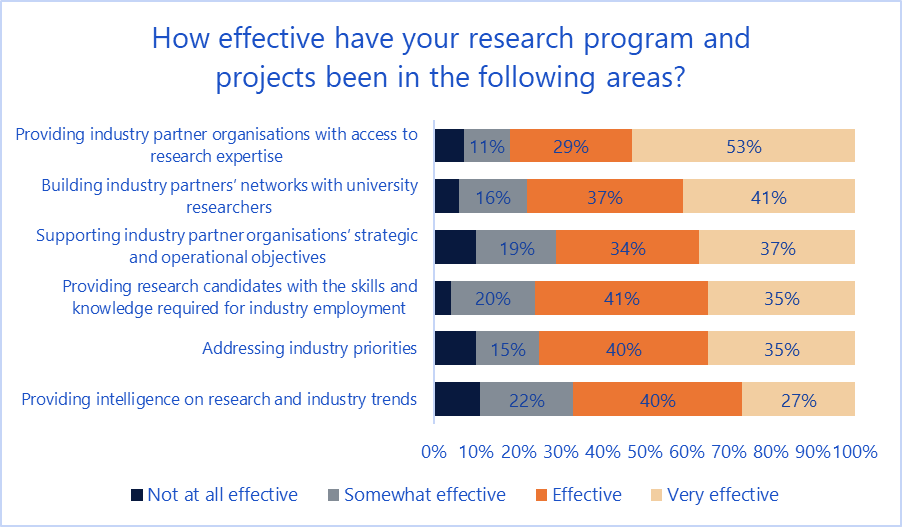 How effective have your research program and
projects been in the following areas?
Providing industry partner organisations with access to
research expertise
11% 29% 53%
Building industry partners’ networks with university
researchers
16% 37% 41%
Supporting industry partner organisations’ strategic
and operational objectives
19% 34% 37%
Providing research candidates with the skills and
knowledge required for industry employment
20% 41% 35%
Addressing industry priorities
15% 40% 35%
Providing intelligence on research and industry trends
22% 40% 27%
0% 10% 20% 30% 40% 50% 60% 70% 80% 90% 100%
Not at all effective Somewhat effective Effective Very effective